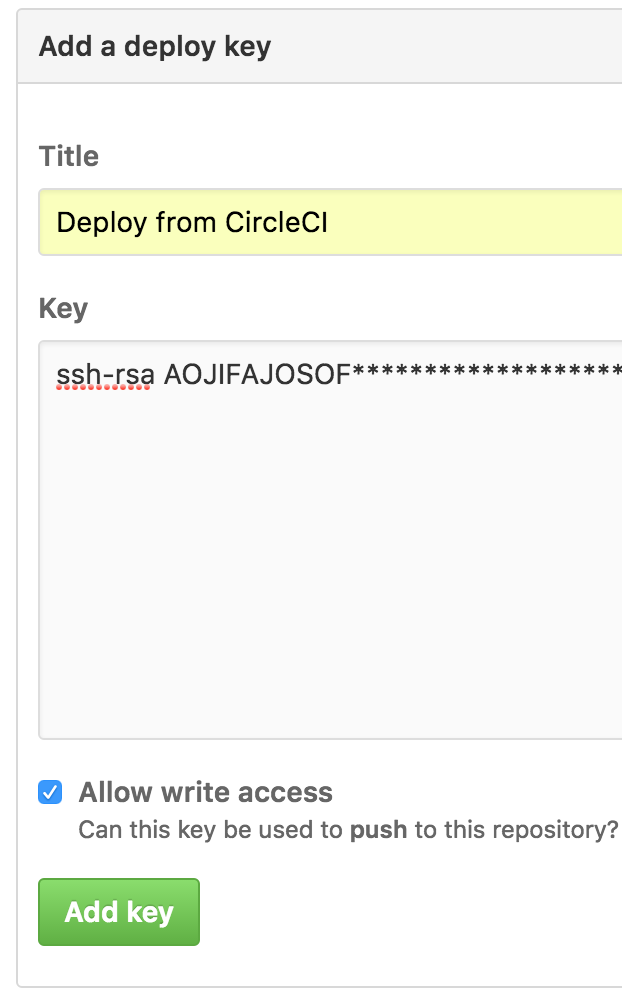 Add a deploy key
Title
Deploy from CircleCI
Key
ssh-rsa AOJIFAJOSOF*******************
Allow write access
Can this key be used to push to this repository?
Add key